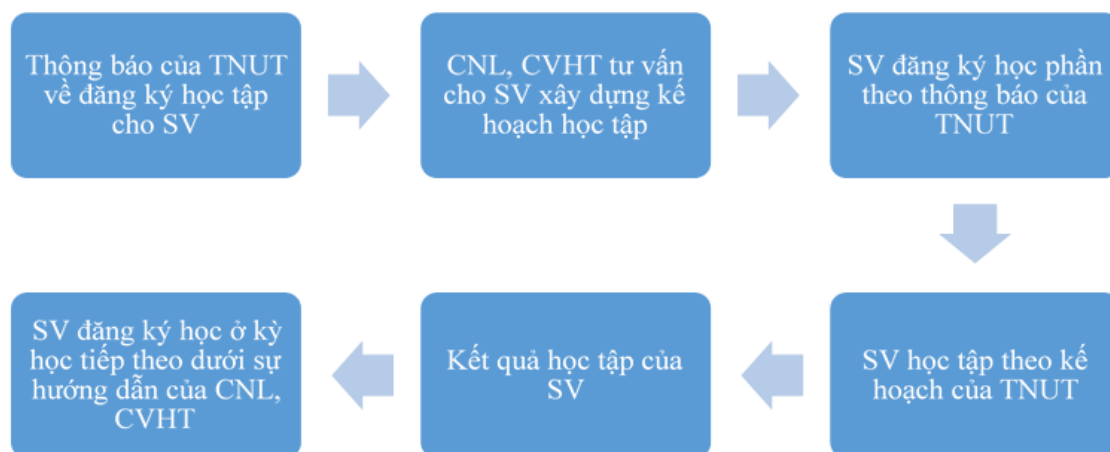 Thông báo của TNUT
về đăng ký học tập
cho SV
CNL, CVHT tư vấn
cho SV xây dựng kế
hoạch học tập
SV đăng ký học phần
theo thông báo của
TNUT
SV học tập theo kế
hoạch của TNUT
Kết quả học tập của
SV
SV đăng ký học ở kỳ
học tiếp theo dưới sự
hướng dẫn của CNL,
CVHT